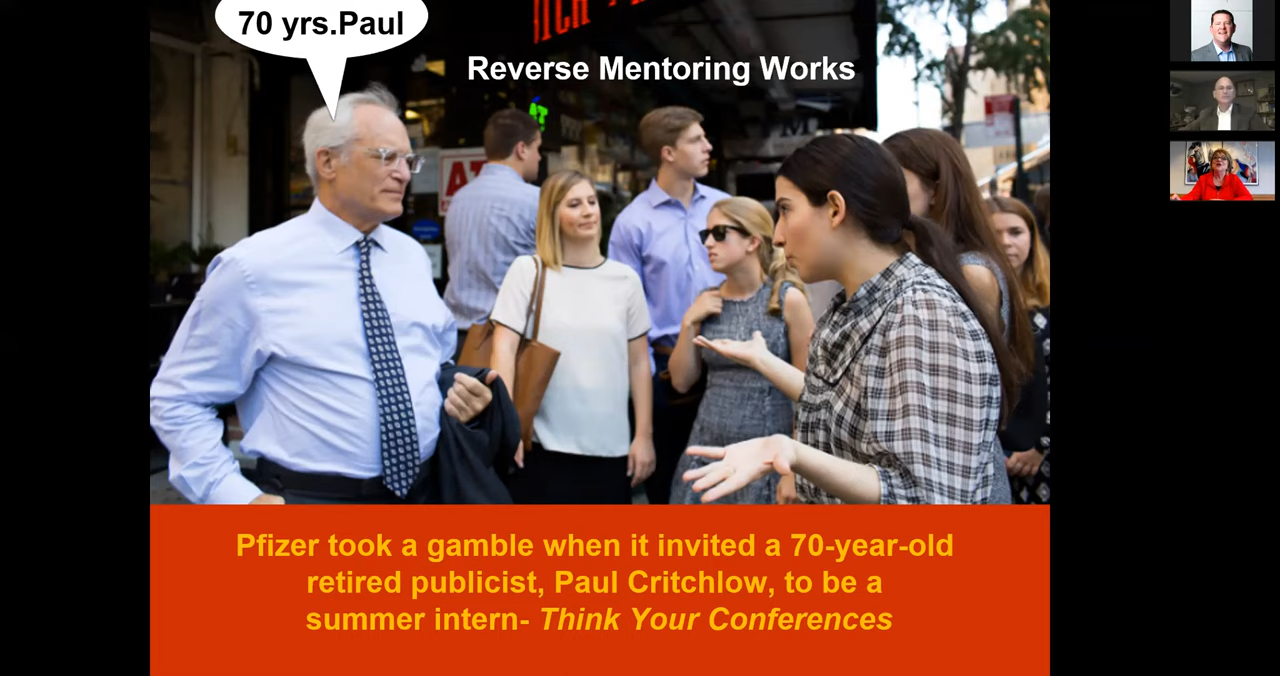 70 yrs.Paul
Reverse Mentoring Works
Pfizer took a gamble when it invited a 70-year-old
retired publicist, Paul Critchlow, to be a
summer intern- Think Your Conferences